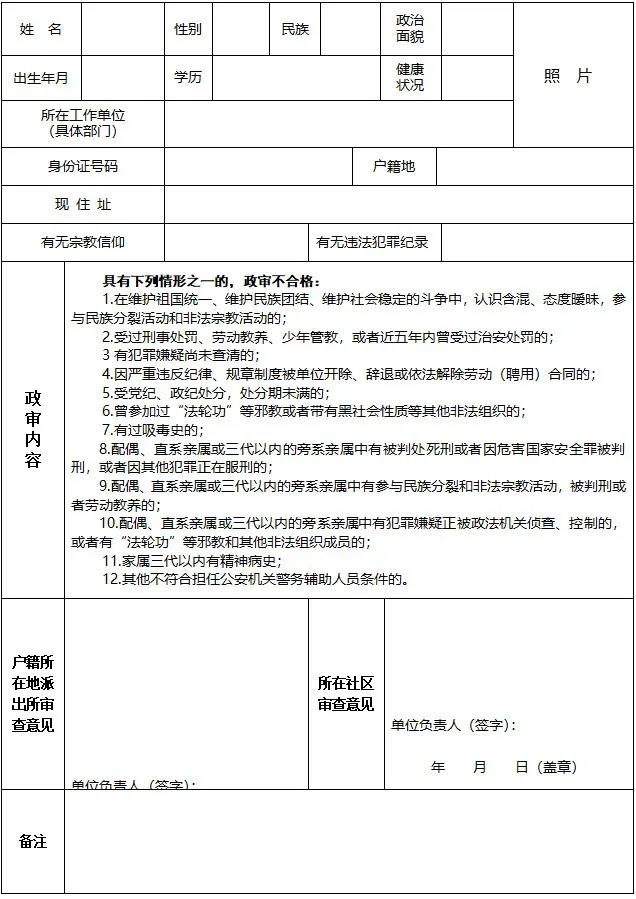 姓 名 性别 民族 政治
面貌
照 片
出生年月 学历 健康
状况
所在工作单位
（具体部门）
身份证号码 户籍地
现 住 址
有无宗教信仰 有无违法犯罪纪录
政审内容
具有下列情形之一的，政审不合格：
1.在维护祖国统一、维护民族团结、维护社会稳定的斗争中，认识含混、态度暧昧，参
与民族分裂活动和非法宗教活动的；
2.受过刑事处罚、劳动教养、少年管教，或者近五年内曾受过治安处罚的；
3 有犯罪嫌疑尚未查清的；
4.因严重违反纪律、规章制度被单位开除、辞退或依法解除劳动（聘用）合同的；
5.受党纪、政纪处分，处分期未满的；
6.曾参加过“法轮功”等邪教或者带有黑社会性质等其他非法组织的；
7.有过吸毒史的；
8.配偶、直系亲属或三代以内的旁系亲属中有被判处死刑或者因危害国家安全罪被判
刑，或者因其他犯罪正在服刑的；
9.配偶、直系亲属或三代以内的旁系亲属中有参与民族分裂和非法宗教活动，被判刑或
者劳动教养的；
10.配偶、直系亲属或三代以内的旁系亲属中有犯罪嫌疑正被政法机关侦查、控制的，
或者有“法轮功”等邪教和其他非法组织成员的；
11.家属三代以内有精神病史；
12.其他不符合担任公安机关警务辅助人员条件的。
户籍所
在地派
出所审
查意见
单位负责人（签字）：
所在社区
审查意见
单位负责人（签字）：
年 月 日（盖章）
备注